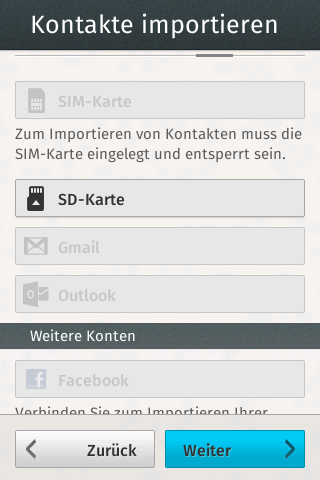 Kontakte importieren
SIM-Karte
Zum Importieren von Kontakten muss die
SIM-Karte eingelegt und entsperrt sein.
SD-Karte
Gmail
Outlook
Weitere Konten
Facebook
Verbinden Sie zum Importieren Ihrer
Zurück
Weiter